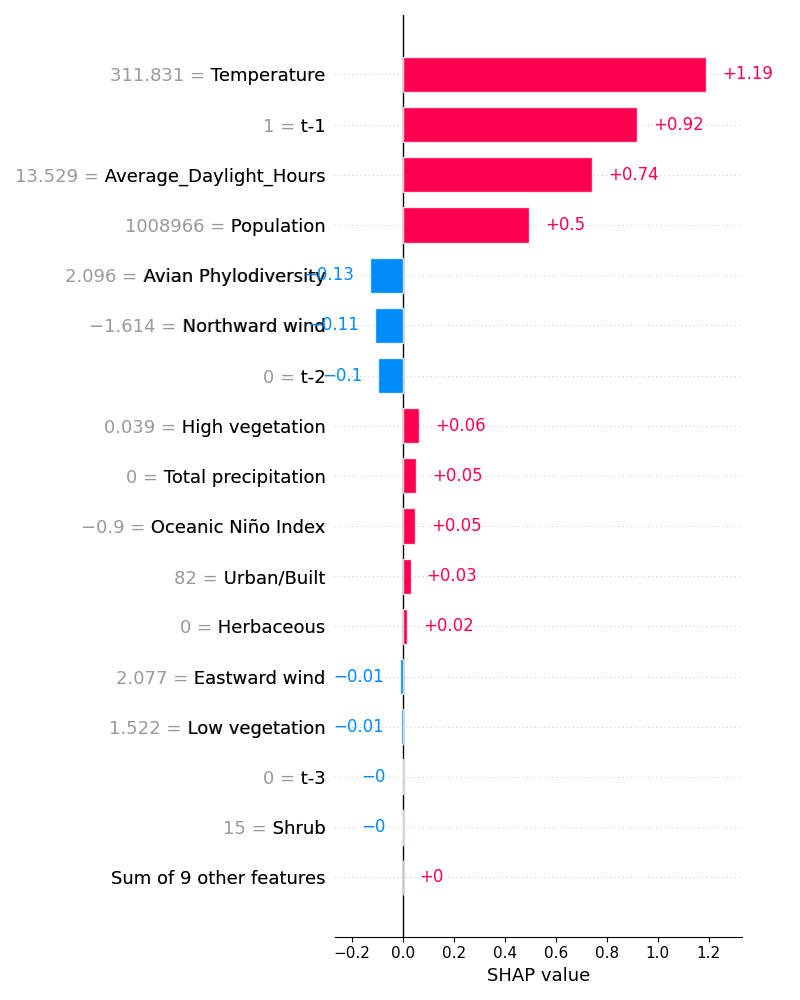 311.831 = Temperature +1.19
1 = t-1 +0.92
13.529 = Average_Daylight_Hours +0.74
1008966 = Population +0.5
2.096 = Avian Phylodiversity −0.13
−1.614 = Northward wind −0.11
0 = t-2 −0.1
0.039 = High vegetation +0.06
0 = Total precipitation +0.05
−0.9 = Oceanic Niño Index +0.05
82 = Urban/Built +0.03
0 = Herbaceous +0.02
2.077 = Eastward wind −0.01
1.522 = Low vegetation −0.01
0 = t-3 −0
15 = Shrub −0
Sum of 9 other features +0
−0.2 0.0 0.2 0.4 0.6 0.8 1.0 1.2
SHAP value